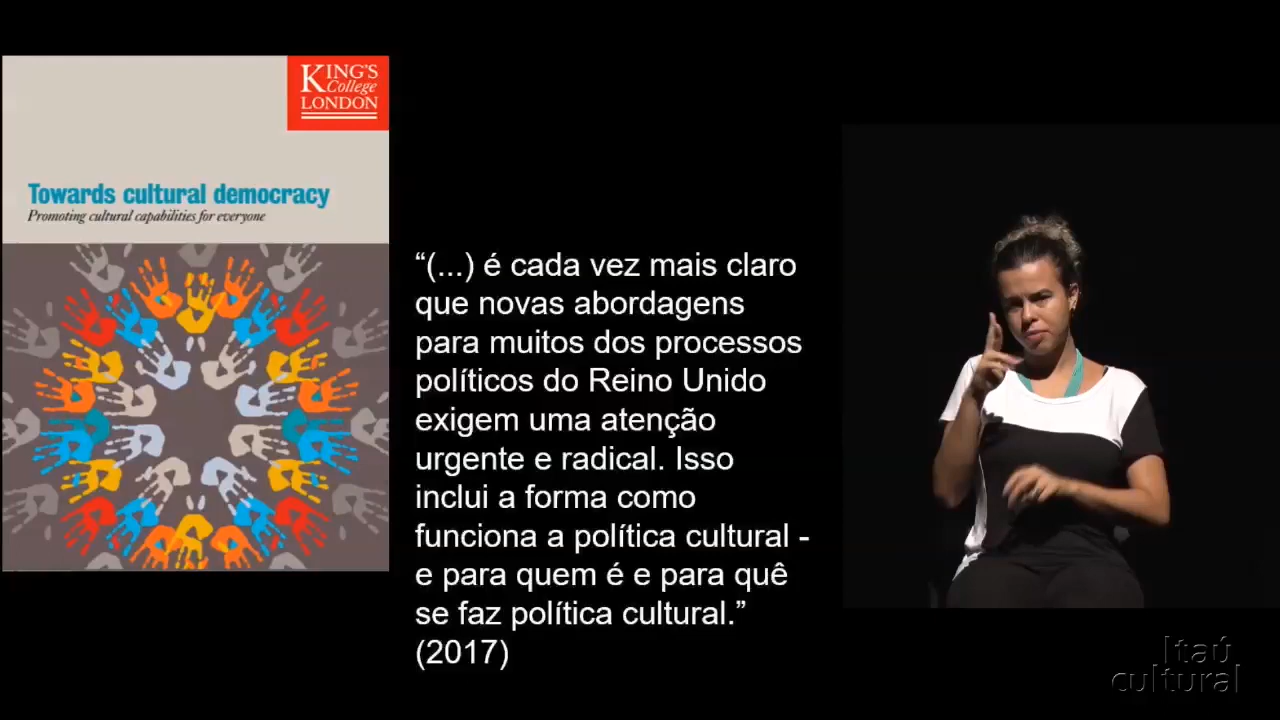 KING'S
College
LONDON
Towards cultural democracy
Promoting cultural capabilities for everyone
“(...) é cada vez mais claro
que novas abordagens
para muitos dos processos
políticos do Reino Unido
exigem uma atenção
urgente e radical. Isso
inclui a forma como
funciona a política cultural -
e para quem é e para quê
se faz política cultural.”
(2017)
Itaú
cultural